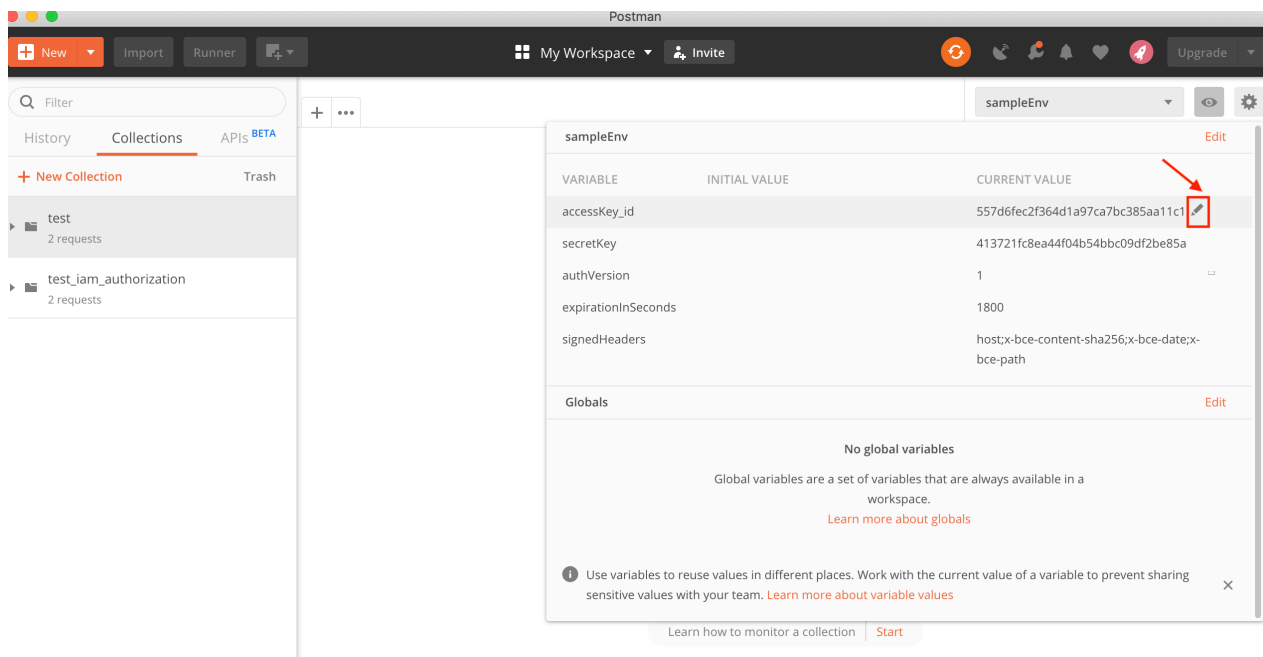 Postman
New
Import
Runner
My Workspace
Invite
Upgrade
Filter
sampleEnv
History
Collections
APIs BETA
New Collection
Trash
test
2 requests
test_iam_authorization
2 requests
sampleEnv
Edit
VARIABLE
INITIAL VALUE
CURRENT VALUE
accessKey_id
557d6fec2f364d1a97ca7bc385aa11c1
secretKey
413721fc8ea44f04b54bbc09df2be85a
authVersion
1
expirationInSeconds
1800
signedHeaders
host;x-bce-content-sha256;x-bce-date;x-
bce-path
Globals
Edit
No global variables
Global variables are a set of variables that are always available in a
workspace.
Learn more about globals
Use variables to reuse values in different places. Work with the current value of a variable to prevent sharing
sensitive values with your team. Learn more about variable values
Learn how to monitor a collection
Start